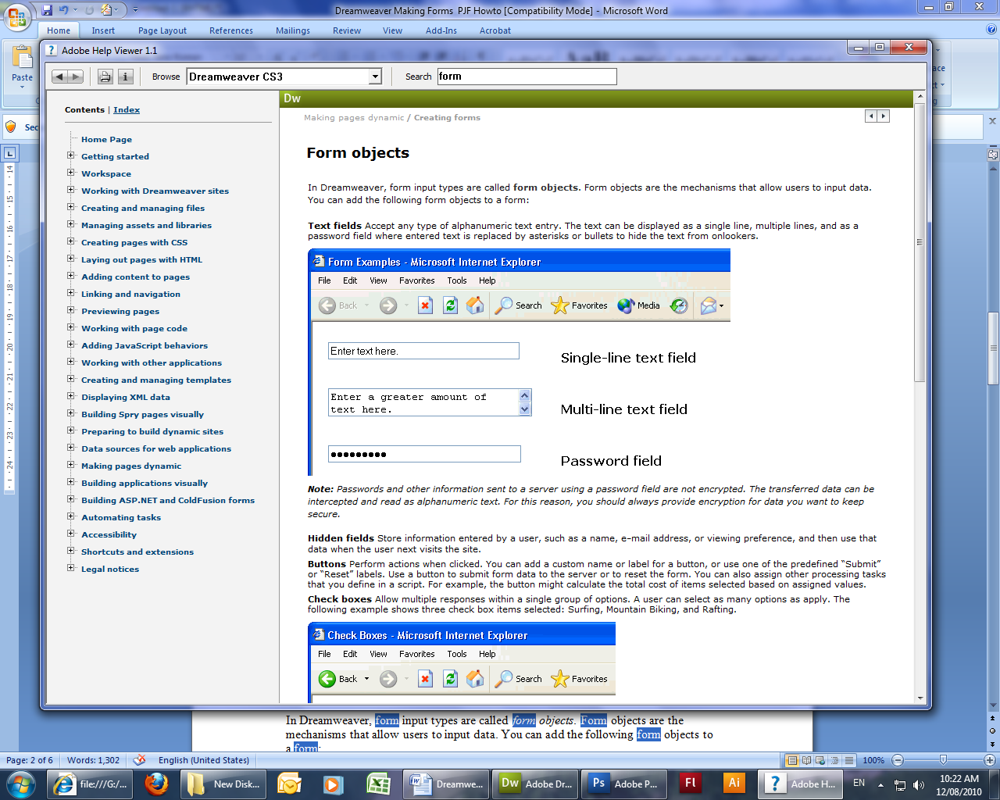 Dreamweaver Making Forms  PJF Howto [Compatibility Mode] - Microsoft Word
Home Insert Page Layout References Mailings Review View Add-Ins Acrobat
Paste
Adobe Help Viewer 1.1
Browse Dreamweaver CS3 Search form
Contents | Index
Home Page
Getting started
Workspace
Working with Dreamweaver sites
Creating and managing files
Managing assets and libraries
Creating pages with CSS
Laying out pages with HTML
Adding content to pages
Linking and navigation
Previewing pages
Working with page code
Adding JavaScript behaviors
Working with other applications
Creating and managing templates
Displaying XML data
Building Spry pages visually
Preparing to build dynamic sites
Data sources for web applications
Making pages dynamic
Building applications visually
Building ASP.NET and ColdFusion forms
Automating tasks
Accessibility
Shortcuts and extensions
Legal notices
Dw
Making pages dynamic / Creating forms
Form objects
In Dreamweaver, form input types are called form objects. Form objects are the mechanisms that allow users to input data.
You can add the following form objects to a form:
Text fields Accept any type of alphanumeric text entry. The text can be displayed as a single line, multiple lines, and as a
password field where entered text is replaced by asterisks or bullets to hide the text from onlookers.
Form Examples - Microsoft Internet Explorer
File Edit View Favorites Tools Help
Back Search Favorites Media
Enter text here.
Single-line text field
Enter a greater amount of
text here.
Multi-line text field
●●●●●●●●●
Password field
Note: Passwords and other information sent to a server using a password field are not encrypted. The transferred data can be
intercepted and read as alphanumeric text. For this reason, you should always provide encryption for data you want to keep
secure.
Hidden fields Store information entered by a user, such as a name, e-mail address, or viewing preference, and then use that
data when the user next visits the site.
Buttons Perform actions when clicked. You can add a custom name or label for a button, or use one of the predefined “Submit”
or “Reset” labels. Use a button to submit form data to the server or to reset the form. You can also assign other processing tasks
that you define in a script. For example, the button might calculate the total cost of items selected based on assigned values.
Check boxes Allow multiple responses within a single group of options. A user can select as many options as apply. The
following example shows three check box items selected: Surfing, Mountain Biking, and Rafting.
Check Boxes - Microsoft Internet Explorer
File Edit View Favorites Tools Help
Back Search Favorites
In Dreamweaver, form input types are called form objects. Form objects are the
mechanisms that allow users to input data. You can add the following form objects to
a form:
Page: 2 of 6 Words: 1,302 English (United States) 100%
file:///G:/... New Disk... Dreamwe... Dw Adobe Dr... Ps Adobe P... Fl Ai Adobe H... EN 10:22 AM
12/08/2010